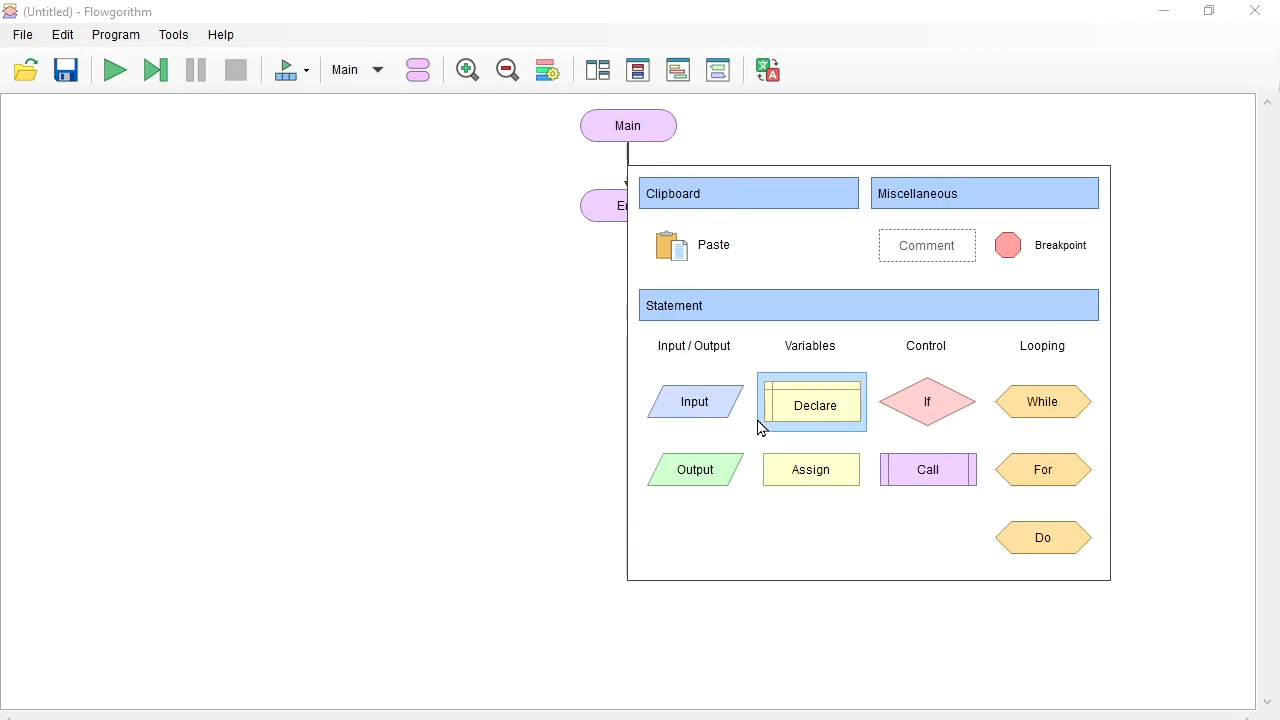 (Untitled) - Flowgorithm
File Edit Program Tools Help
Main
Main
Clipboard Miscellaneous
Paste Comment Breakpoint
Statement
Input / Output Variables Control Looping
Input Declare If While
Output Assign Call For
Do